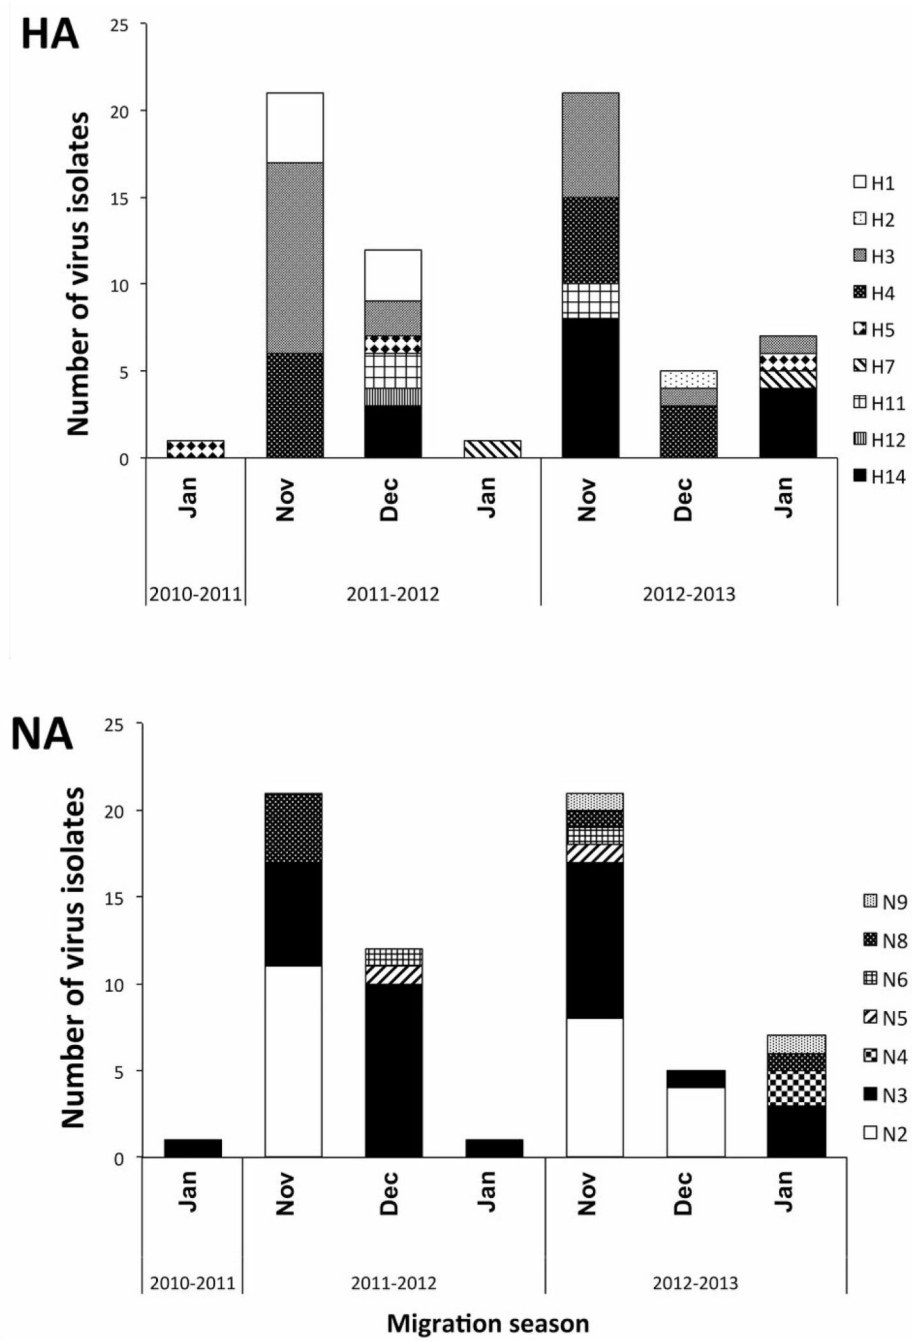 HA
Number of virus isolates
25
20
15
10
5
0
Jan
Nov
Dec
Jan
Nov
Dec
Jan
2010-2011
2011-2012
2012-2013
H1
H2
H3
H4
H5
H7
H11
H12
H14
NA
Number of virus isolates
25
20
15
10
5
0
Jan
Nov
Dec
Jan
Nov
Dec
Jan
2010-2011
2011-2012
2012-2013
N9
N8
N6
N5
N4
N3
N2
Migration season